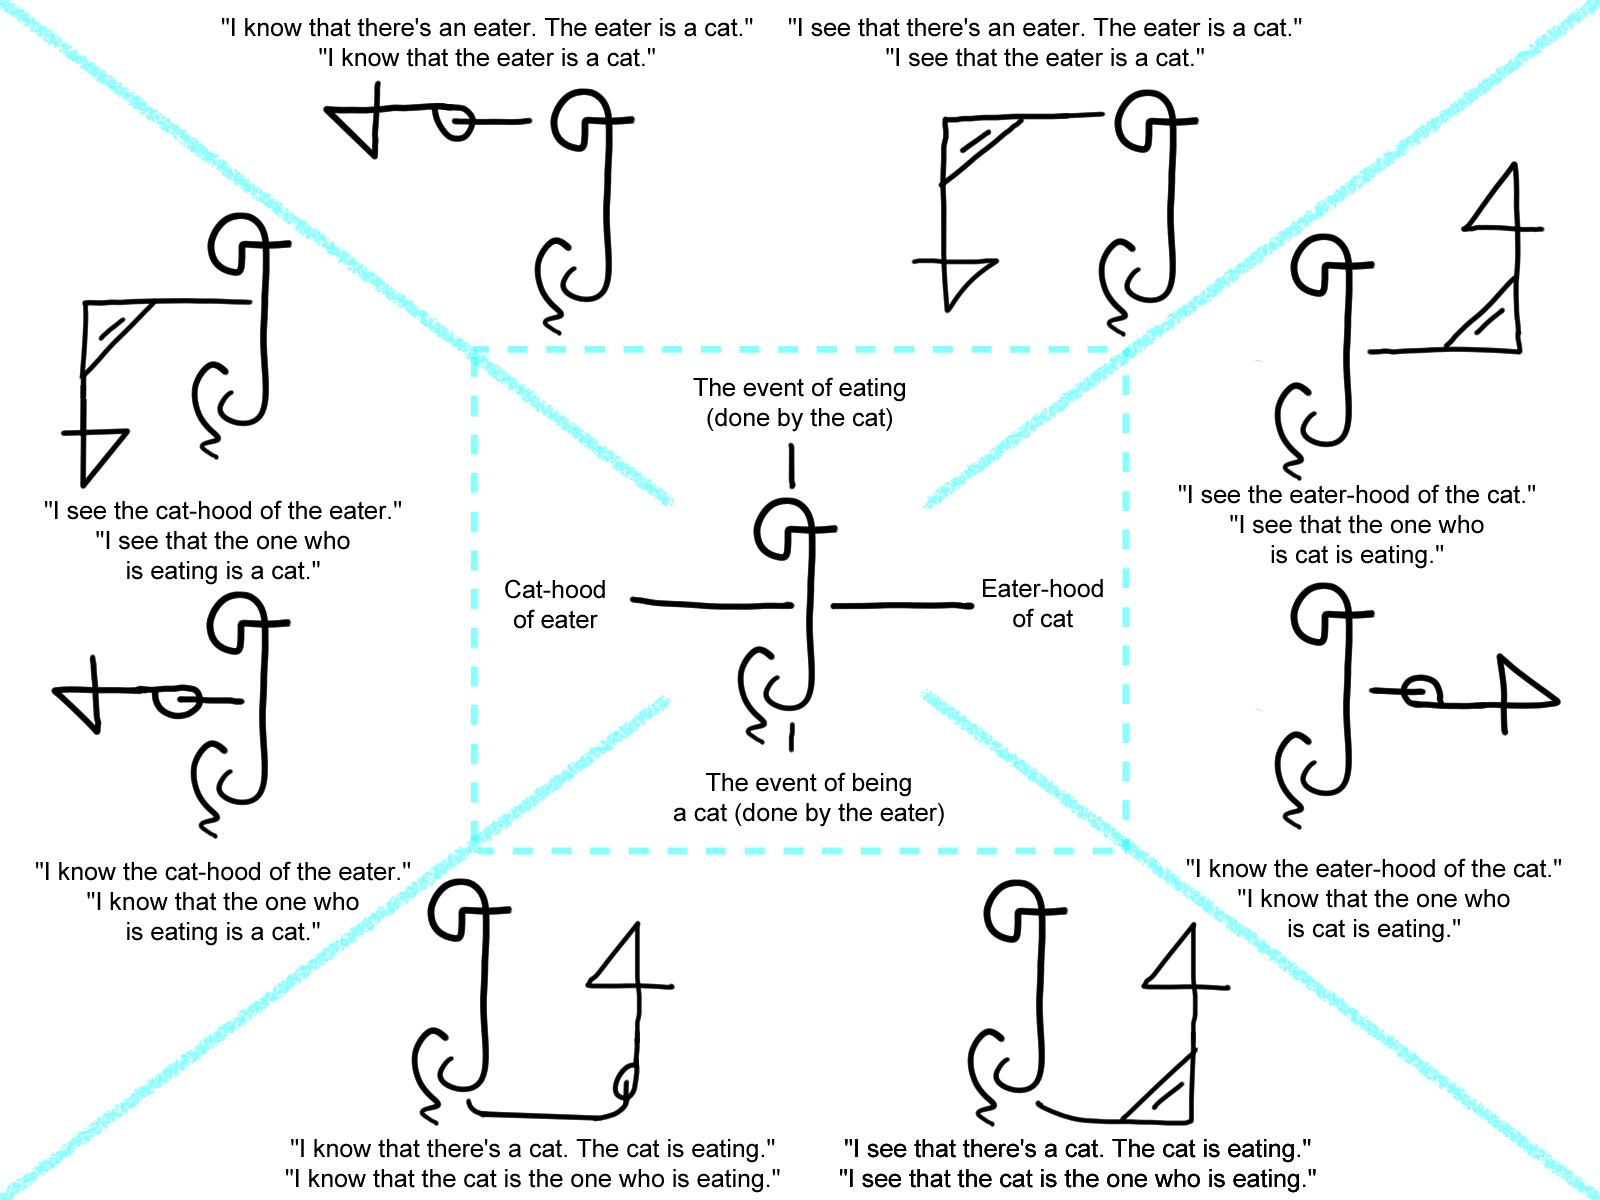 "I know that there's an eater. The eater is a cat."
"I know that the eater is a cat."
"I see that there's an eater. The eater is a cat."
"I see that the eater is a cat."
"I see the cat-hood of the eater."
"I see that the one who
is eating is a cat."
The event of eating
(done by the cat)
"I see the eater-hood of the cat."
"I see that the one who
is cat is eating."
Cat-hood
of eater
Eater-hood
of cat
The event of being
a cat (done by the eater)
"I know the cat-hood of the eater."
"I know that the one who
is eating is a cat."
"I know the eater-hood of the cat."
"I know that the one who
is cat is eating."
"I know that there's a cat. The cat is eating."
"I know that the cat is the one who is eating."
"I see that there's a cat. The cat is eating."
"I see that the cat is the one who is eating."